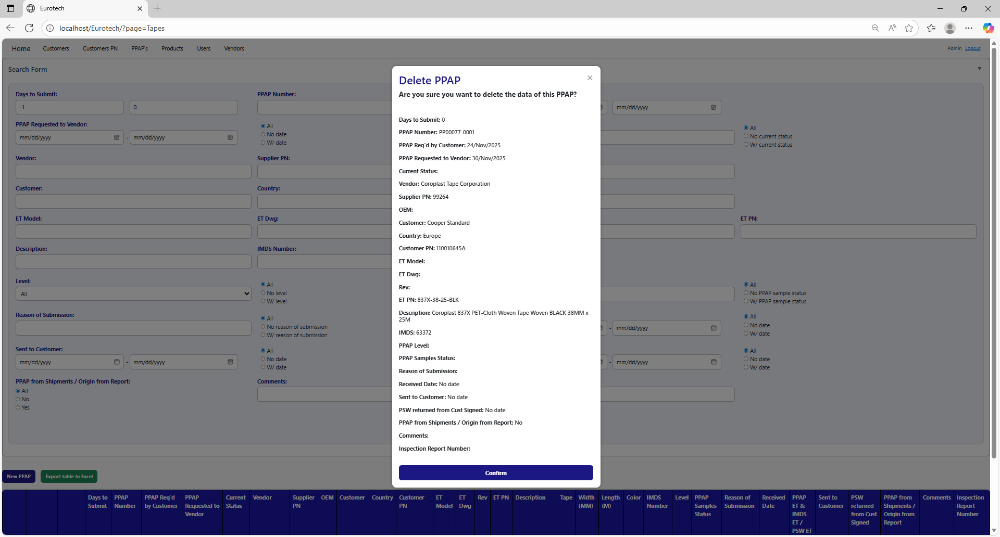 Eurotech
localhost/Eurotech/?page=Tapes
Home Customers Customers PN PPAP's Products Users Vendors Admin Logout
Search Form
Delete PPAP
Are you sure you want to delete the data of this PPAP?
Days to Submit: 0
PPAP Number: PP00077-0001
PPAP Req'd by Customer: 24/Nov/2025
PPAP Requested to Vendor: 30/Nov/2025
Current Status:
Vendor: Coroplast Tape Corporation
Supplier PN: 99264
OEM:
Customer: Cooper Standard
Country: Europe
Customer PN: 110010645A
ET Model:
ET Dwg:
Rev:
ET PN: 837X-38-25-BLK
Description: Coroplast 837X PET-Cloth Woven Tape Woven BLACK 38MM x
25M
IMDS: 63372
PPAP Level:
PPAP Samples Status:
Reason of Submission:
Received Date: No date
Sent to Customer: No date
PSW returned from Cust Signed: No date
PPAP from Shipments / Origin from Report: No
Comments:
Inspection Report Number:
Confirm
Days to Submit: PPAP Number:
-1 - 0 - mm/dd/yyyy
PPAP Requested to Vendor:
mm/dd/yyyy - mm/dd/yyyy
All
No date
W/ date
All
No current status
W/ current status
Vendor: Supplier PN:
Customer: Country:
ET Model: ET Dwg: ET PN:
Description: IMDS Number:
Level:
All
All
No level
W/ level
All
No PPAP sample status
W/ PPAP sample status
Reason of Submission:
All
No reason of submission
W/ reason of submission
- mm/dd/yyyy
All
No date
W/ date
Sent to Customer:
mm/dd/yyyy - mm/dd/yyyy
All
No date
W/ date
- mm/dd/yyyy
All
No date
W/ date
PPAP from Shipments / Origin from Report: Comments:
All
No
Yes
New PPAP Export table to Excel
Days to
Submit
PPAP
Number
PPAP Req'd
by Customer
PPAP
Requested to
Vendor
Current
Status
Vendor
Supplier
PN
OEM
Customer
Country
Customer
PN
ET
Model
ET
Dwg
Rev
ET PN
Description
Tape
Width
(MM)
Length
(M)
Color
IMDS
Number
Level
PPAP
Samples
Status
Reason of
Submission
Received
Date
PPAP
ET &
IMDS
ET /
PSW ET
Sent to
Customer
PSW
returned
from Cust
Signed
PPAP from
Shipments /
Origin from
Report
Comments
Inspection
Report
Number